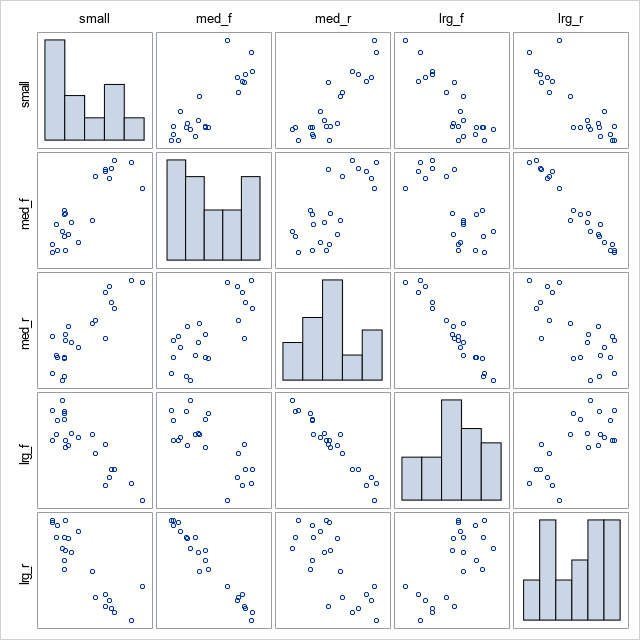 small med_f med_r lrg_f lrg_r
small
med_f
med_r
lrg_f
lrg_r